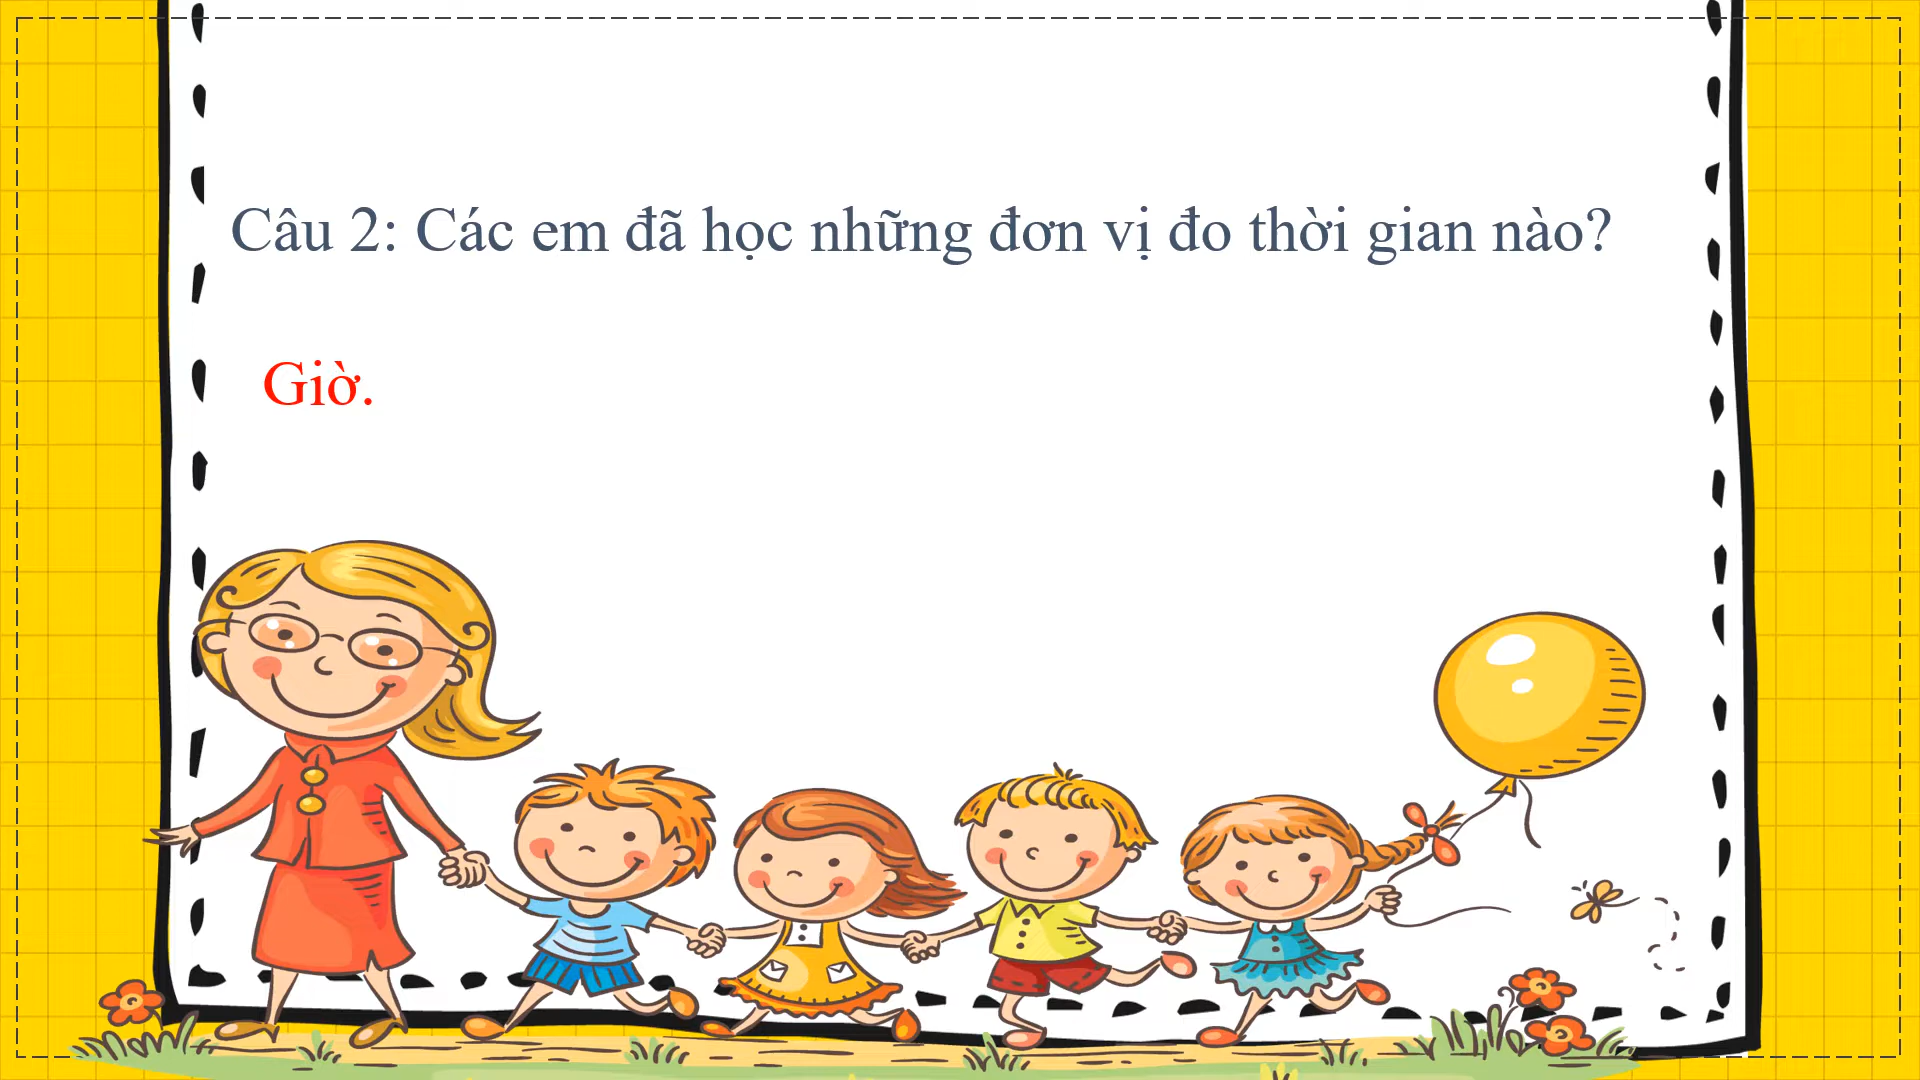 Câu 2: Các em đã học những đơn vị đo thời gian nào?
Giờ.